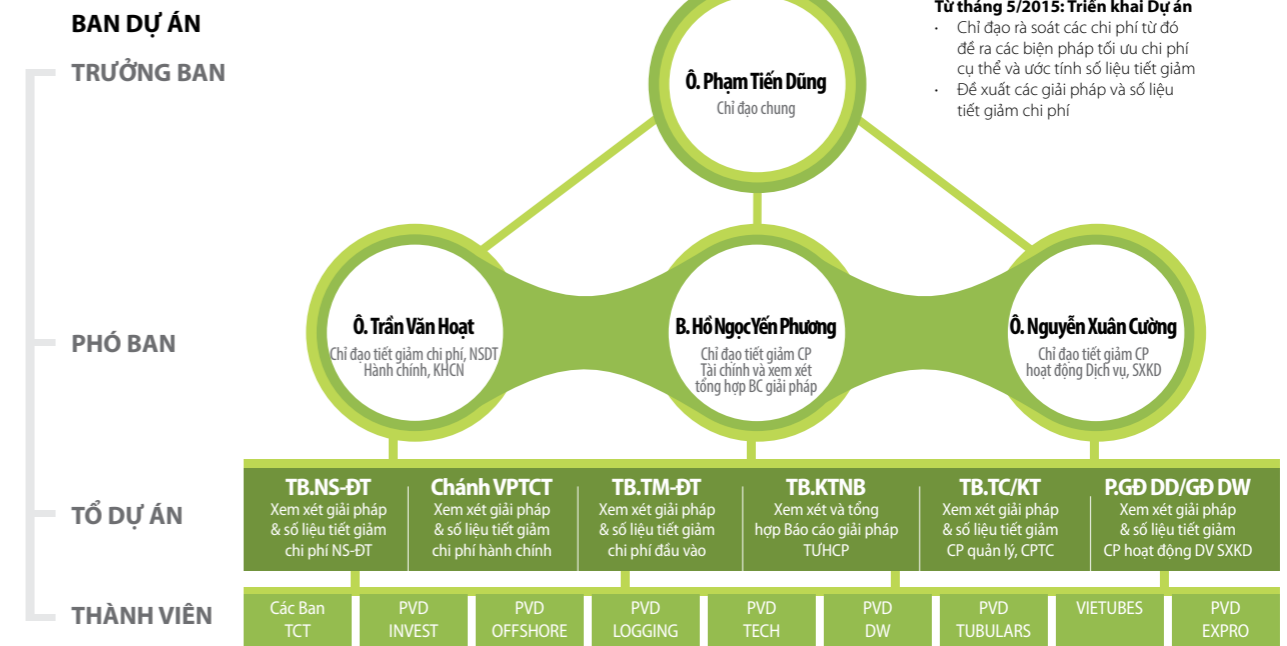 BAN DỰ ÁN
Từ tháng 5/2015: Triển khai Dự án
• Chỉ đạo rà soát các chi phí từ đó
đề ra các biện pháp tối ưu chi phí
cụ thể và ước tính số liệu tiết giảm
• Đề xuất các giải pháp và số liệu
tiết giảm chi phí
TRƯỞNG BAN
Ô. Phạm Tiến Dũng
Chỉ đạo chung
PHÓ BAN
Ô. Trần Văn Hoạt
Chỉ đạo tiết giảm chi phí, NSDT
Hành chính, KHCN
B. Hồ Ngọc Yến Phương
Chỉ đạo tiết giảm CP
Tài chính và xem xét
tổng hợp BC giải pháp
Ô. Nguyễn Xuân Cường
Chỉ đạo tiết giảm CP
hoạt động Dịch vụ, SXKD
TỔ DỰ ÁN
TB.NS-ĐT
Xem xét giải pháp
& số liệu tiết giảm
chi phí NS-ĐT
Chánh VPTCT
Xem xét giải pháp
& số liệu tiết giảm
chi phí hành chính
TB.TM-ĐT
Xem xét giải pháp
& số liệu tiết giảm
chi phí đầu vào
TB.KTNB
Xem xét và tổng
hợp Báo cáo giải pháp
TƯHCP
TB.TC/KT
Xem xét giải pháp
& số liệu tiết giảm
CP quản lý, CPTC
P.GĐ DD/GĐ DW
Xem xét giải pháp
& số liệu tiết giảm
CP hoạt động DV SXKD
THÀNH VIÊN
Các Ban
TCT
PVD
INVEST
PVD
OFFSHORE
PVD
LOGGING
PVD
TECH
PVD
DW
PVD
TUBULARS
VIETUBES
PVD
EXPRO